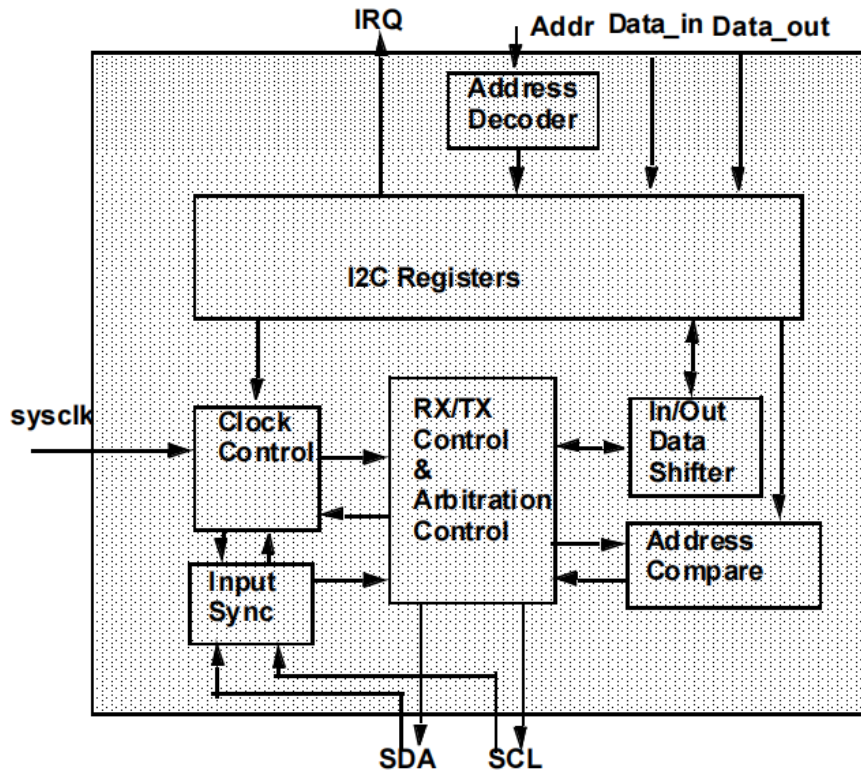 IRQ
Addr Data_in Data_out
Address
Decoder
I2C Registers
sysclk
Clock
Control
RX/TX
Control
&
Arbitration
Control
In/Out
Data
Shifter
Address
Compare
Input
Sync
SDA
SCL